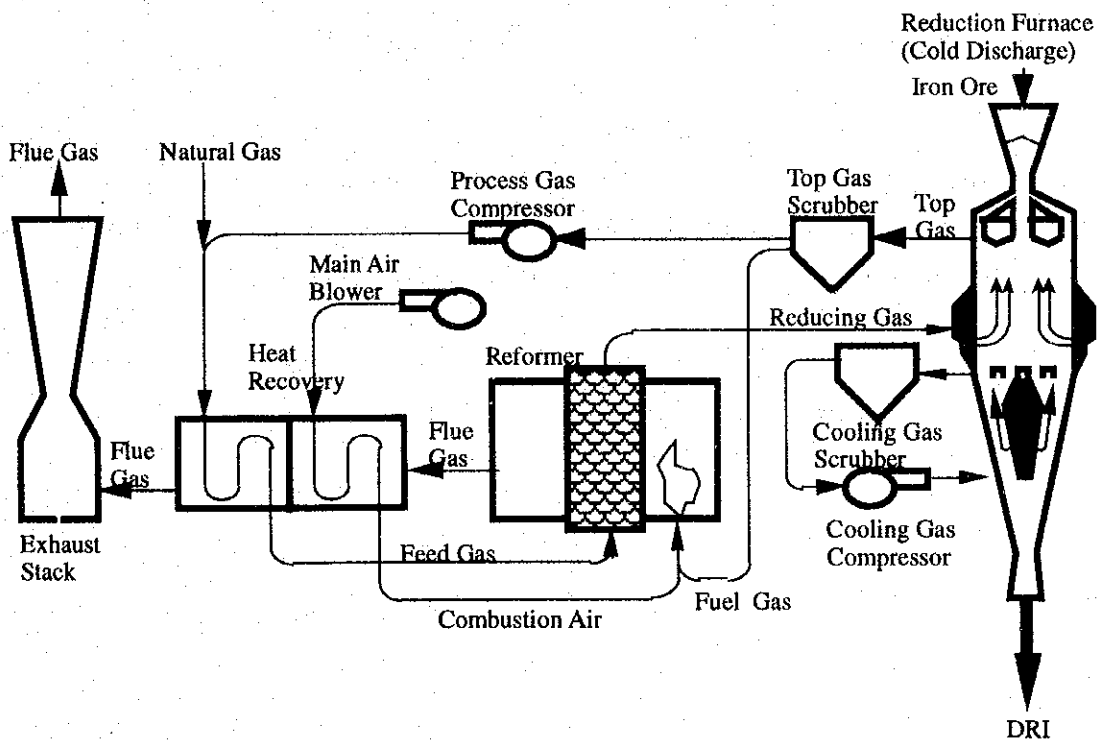 Reduction Furnace
(Cold Discharge)
Iron Ore
Flue Gas
Natural Gas
Process Gas
Compressor
Top Gas
Scrubber
Top
Gas
Main Air
Blower
Reducing Gas
Heat
Recovery
Reformer
Flue
Gas
Flue
Gas
Cooling Gas
Scrubber
Exhaust
Stack
Feed Gas
Cooling Gas
Compressor
Fuel Gas
Combustion Air
DRI